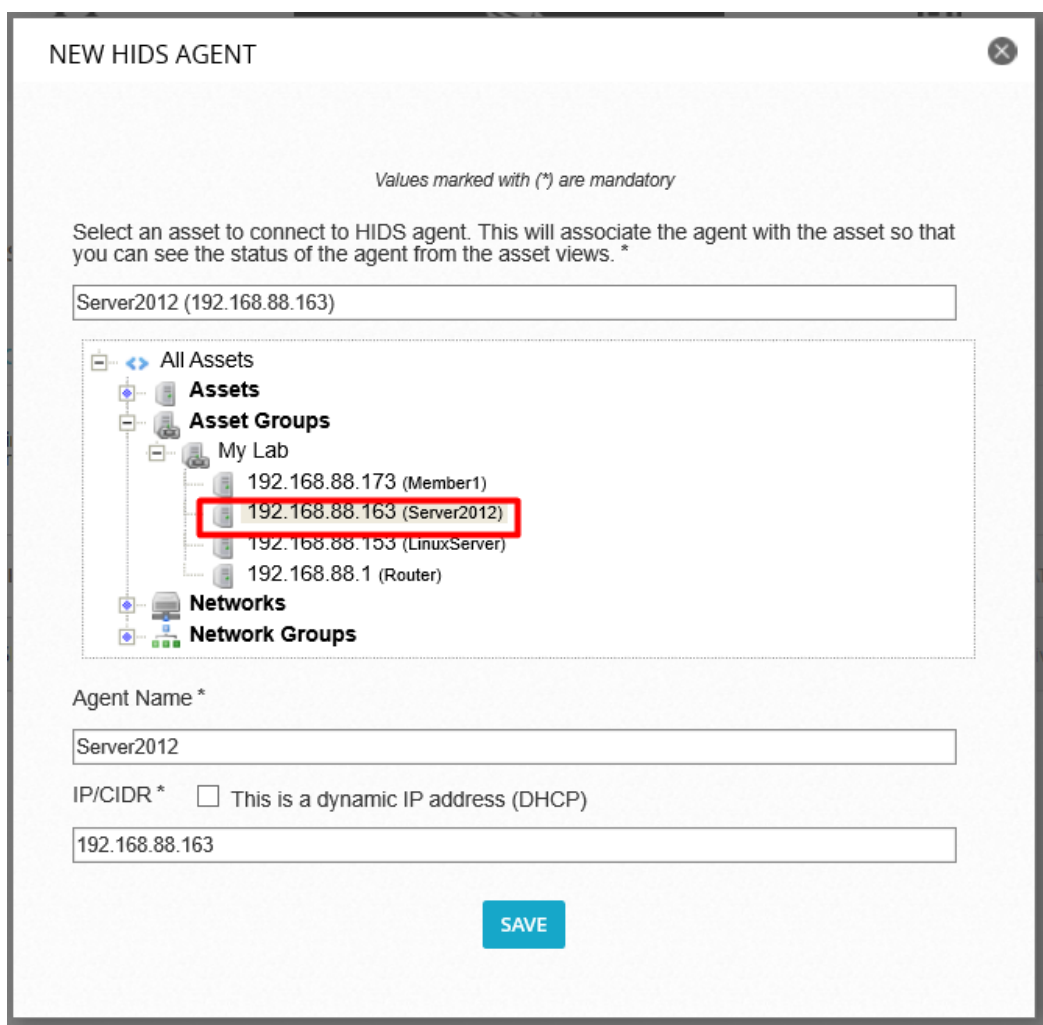 NEW HIDS AGENT
Values marked with (*) are mandatory
Select an asset to connect to HIDS agent. This will associate the agent with the asset so that
you can see the status of the agent from the asset views. *
Server2012 (192.168.88.163)
All Assets
Assets
Asset Groups
My Lab
192.168.88.173 (Member1)
192.168.88.163 (Server2012)
192.168.88.153 (LinuxServer)
192.168.88.1 (Router)
Networks
Network Groups
Agent Name *
Server2012
IP/CIDR * This is a dynamic IP address (DHCP)
192.168.88.163
SAVE